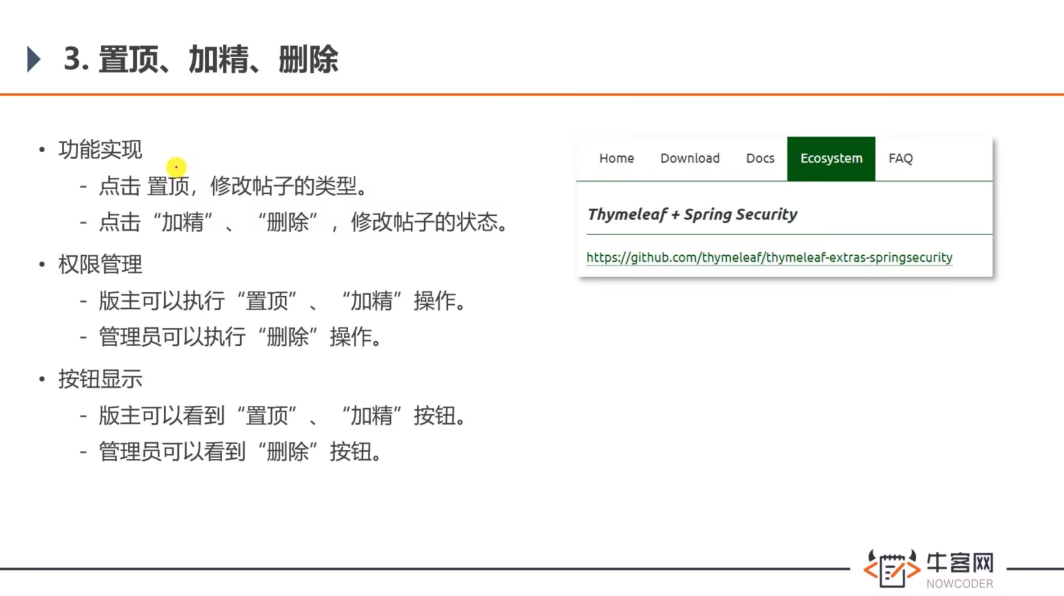 3. 置顶、加精、删除
• 功能实现
- 点击 置顶，修改帖子的类型。
- 点击“加精”、“删除”，修改帖子的状态。
• 权限管理
- 版主可以执行“置顶”、“加精”操作。
- 管理员可以执行“删除”操作。
• 按钮显示
- 版主可以看到“置顶”、“加精”按钮。
- 管理员可以看到“删除”按钮。
Home Download Docs Ecosystem FAQ
Thymeleaf + Spring Security
https://github.com/thymeleaf/thymeleaf-extras-springsecurity
牛客网
NOWCODER